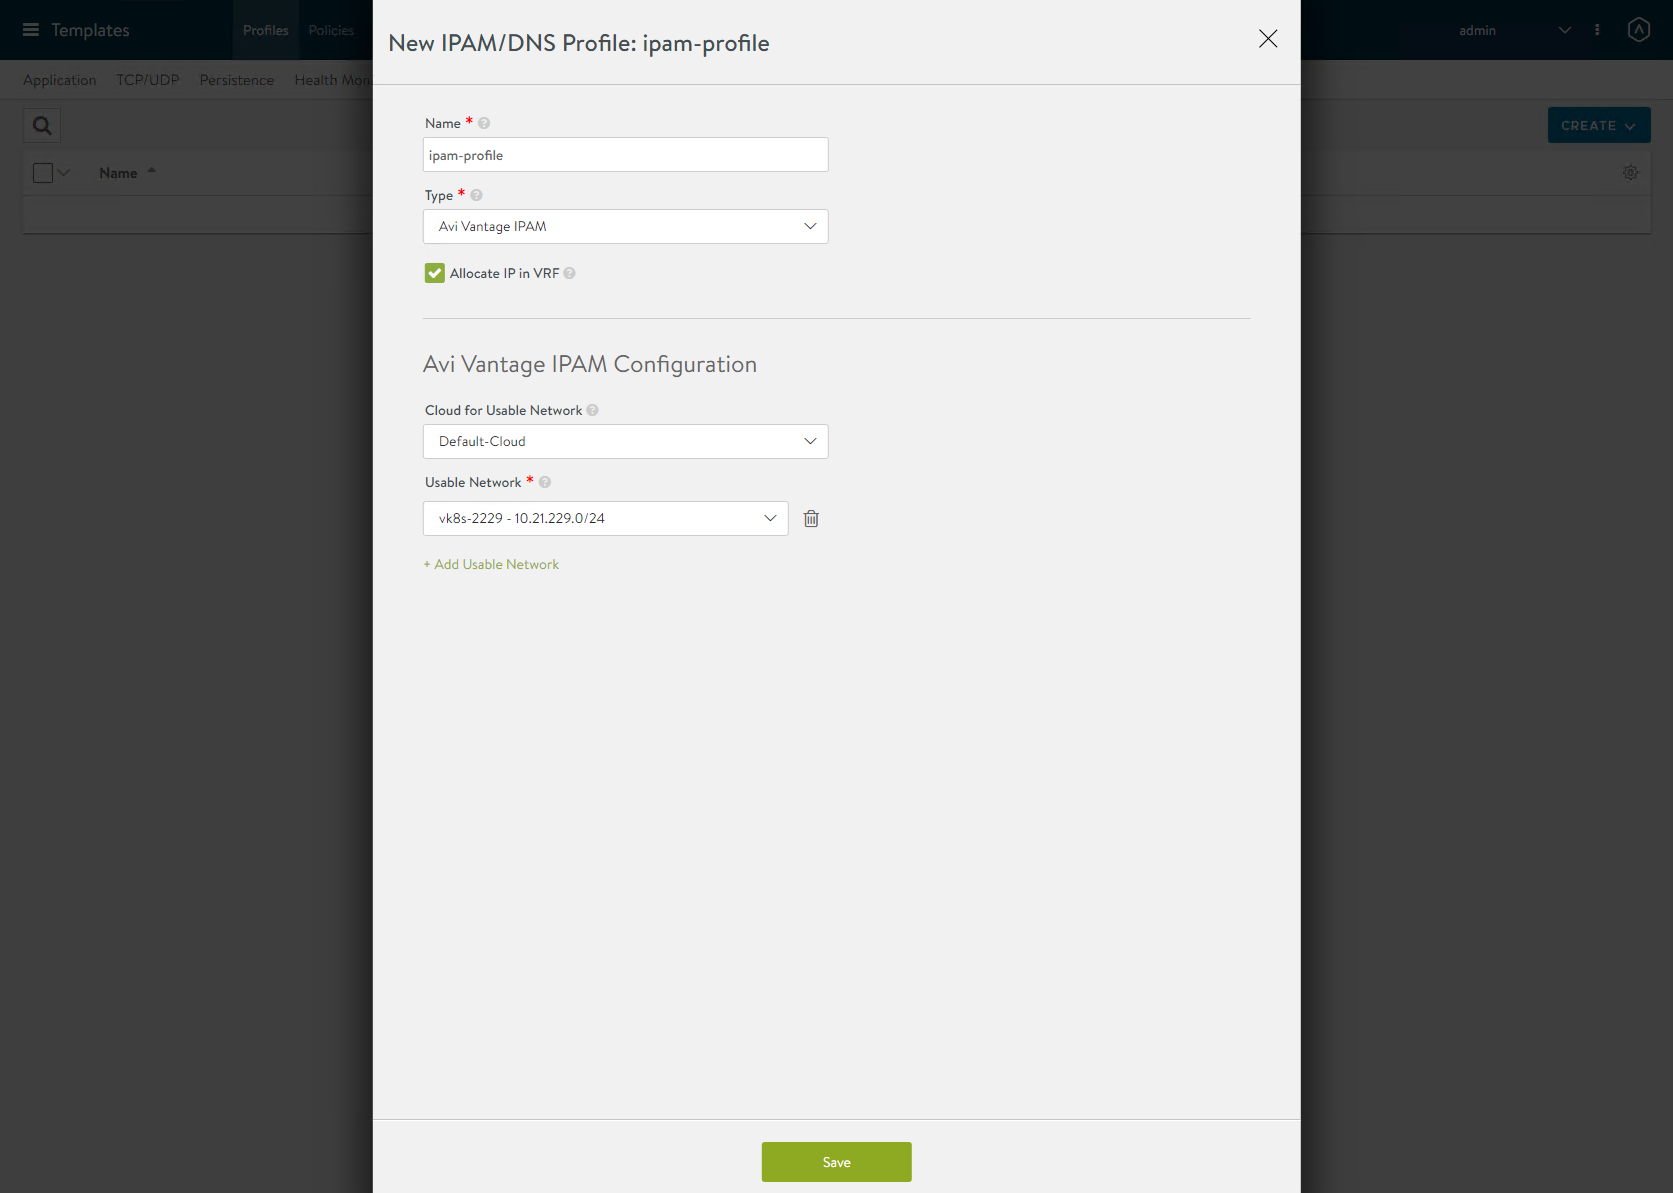 Templates Profiles Policies admin
New IPAM/DNS Profile: ipam-profile
Application TCP/UDP Persistence Health Mon
CREATE
Name
Name *
ipam-profile
Type *
Avi Vantage IPAM
Allocate IP in VRF
Avi Vantage IPAM Configuration
Cloud for Usable Network
Default-Cloud
Usable Network *
vk8s-2229 - 10.21.229.0/24
+ Add Usable Network
Save